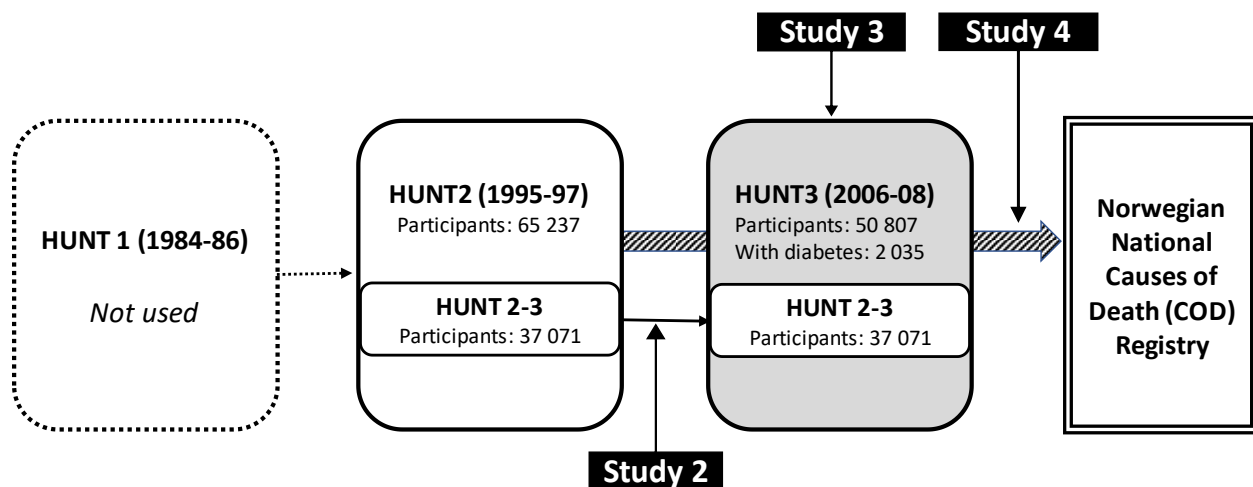 Study 3
Study 4
HUNT 1 (1984-86)
Not used
HUNT2 (1995-97)
Participants: 65 237
HUNT 2-3
Participants: 37 071
HUNT3 (2006-08)
Participants: 50 807
With diabetes: 2 035
HUNT 2-3
Participants: 37 071
Norwegian
National
Causes of
Death (COD)
Registry
Study 2